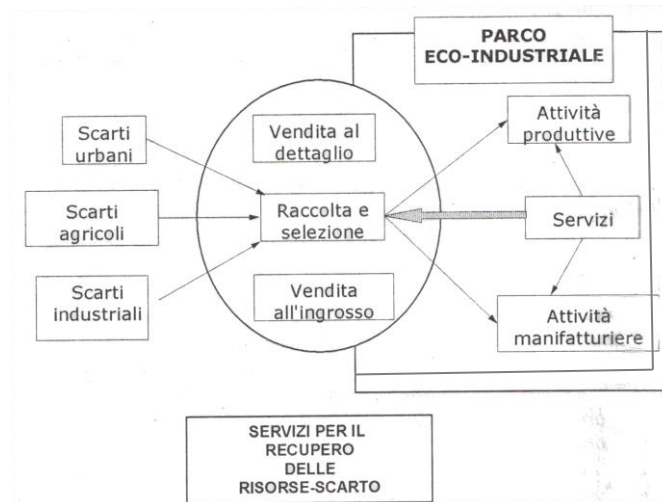 PARCO
ECO-INDUSTRIALE
Scarti
urbani
Vendita al
dettaglio
Attività
produttive
Scarti
agricoli
Raccolta e
selezione
Servizi
Scarti
industriali
Vendita
all'ingrosso
Attività
manifatturiere
SERVIZI PER IL
RECUPERO
DELLE
RISORSE-SCARTO